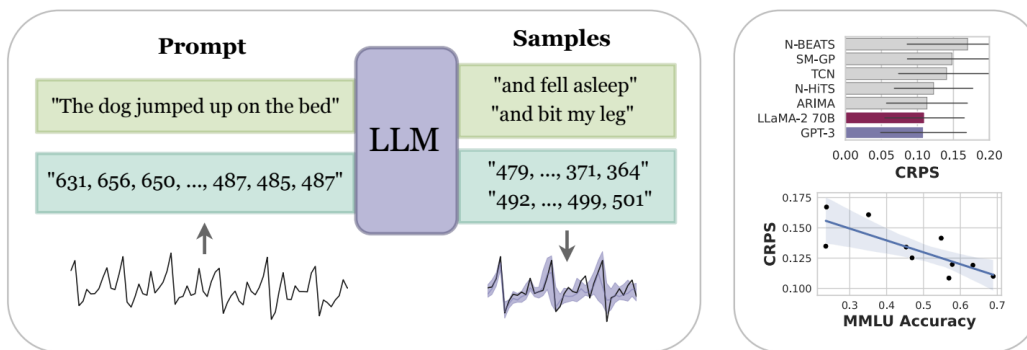 Prompt
Samples
"The dog jumped up on the bed"
"and fell asleep"
"and bit my leg"
LLM
"631, 656, 650, ..., 487, 485, 487"
"479, ..., 371, 364"
"492, ..., 499, 501"
N-BEATS
SM-GP
TCN
N-HiTS
ARIMA
LLaMA-2 70B
GPT-3
0.00 0.05 0.10 0.15 0.20
CRPS
0.175
0.150
0.125
0.100
CRPS
0.3 0.4 0.5 0.6 0.7
MMLU Accuracy